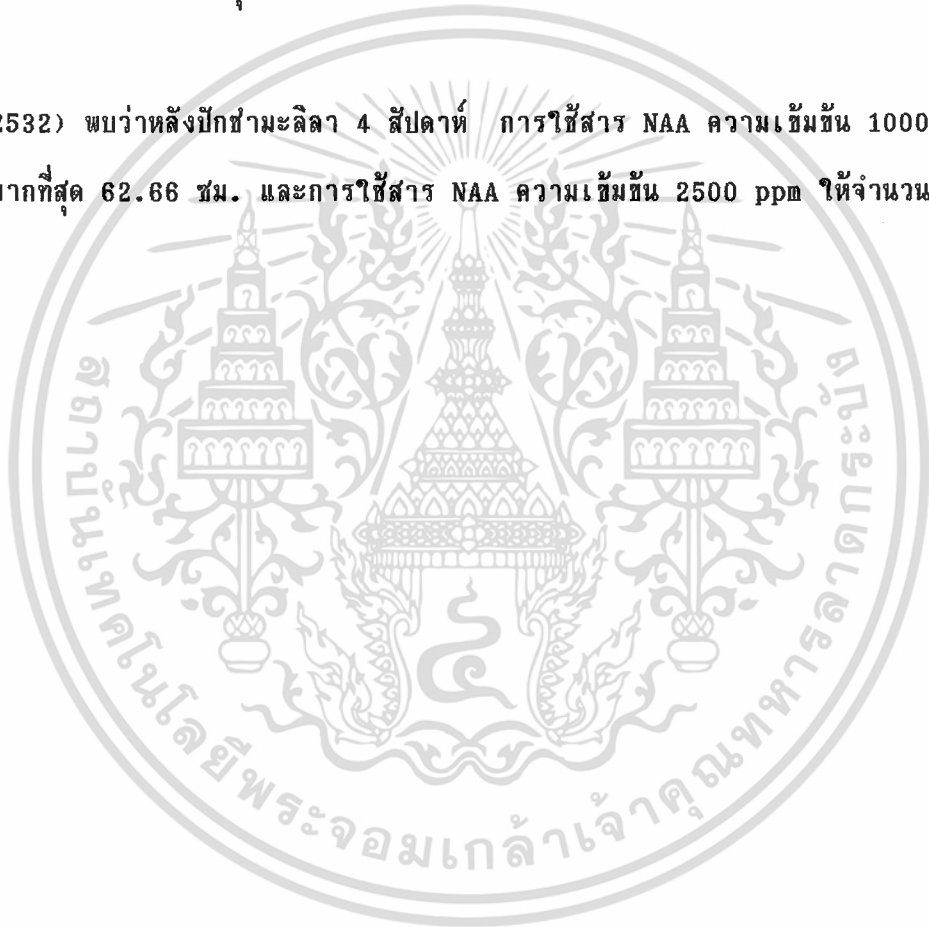 2532) พบว่าหลังปักชำมะลิลา 4 สัปดาห์ การใช้สาร NAA ความเข้มข้น 1000
มากที่สุด 62.66 ซม. และการใช้สาร NAA ความเข้มข้น 2500 ppm ให้จำนวน
สถาบันเทคโนโลยีพระจอมเกล้าเจ้าคุณทหารลาดกระบัง